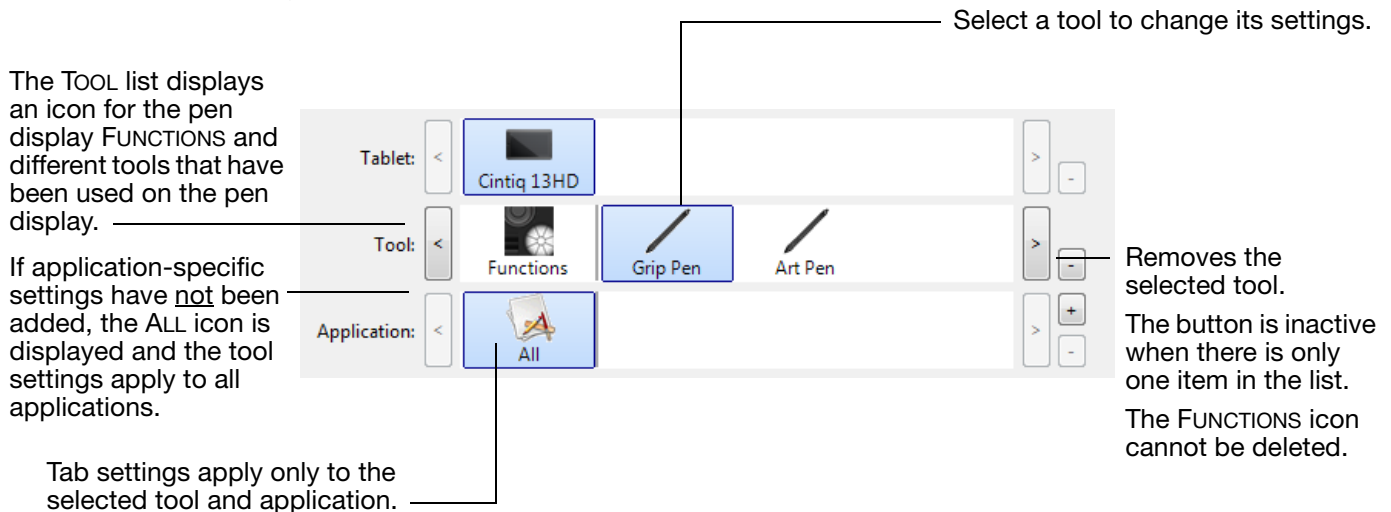 Select a tool to change its settings.
The TOOL list displays
an icon for the pen
display FUNCTIONS and
different tools that have
been used on the pen
display.
If application-specific
settings have not been
added, the ALL icon is
displayed and the tool
settings apply to all
applications.
Tablet:
<
Cintiq 13HD
>
-
Tool:
<
Functions
Grip Pen
Art Pen
>
-
Application:
<
All
>
+
-
Removes the
selected tool.
The button is inactive
when there is only
one item in the list.
The FUNCTIONS icon
cannot be deleted.
Tab settings apply only to the
selected tool and application.